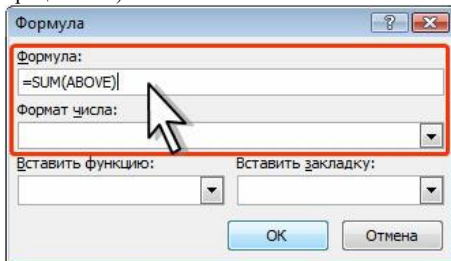 Формула
Формула:
=SUM(ABOVE)
Формат числа:
Вставить функцию: Вставить закладку:
ОК Отмена